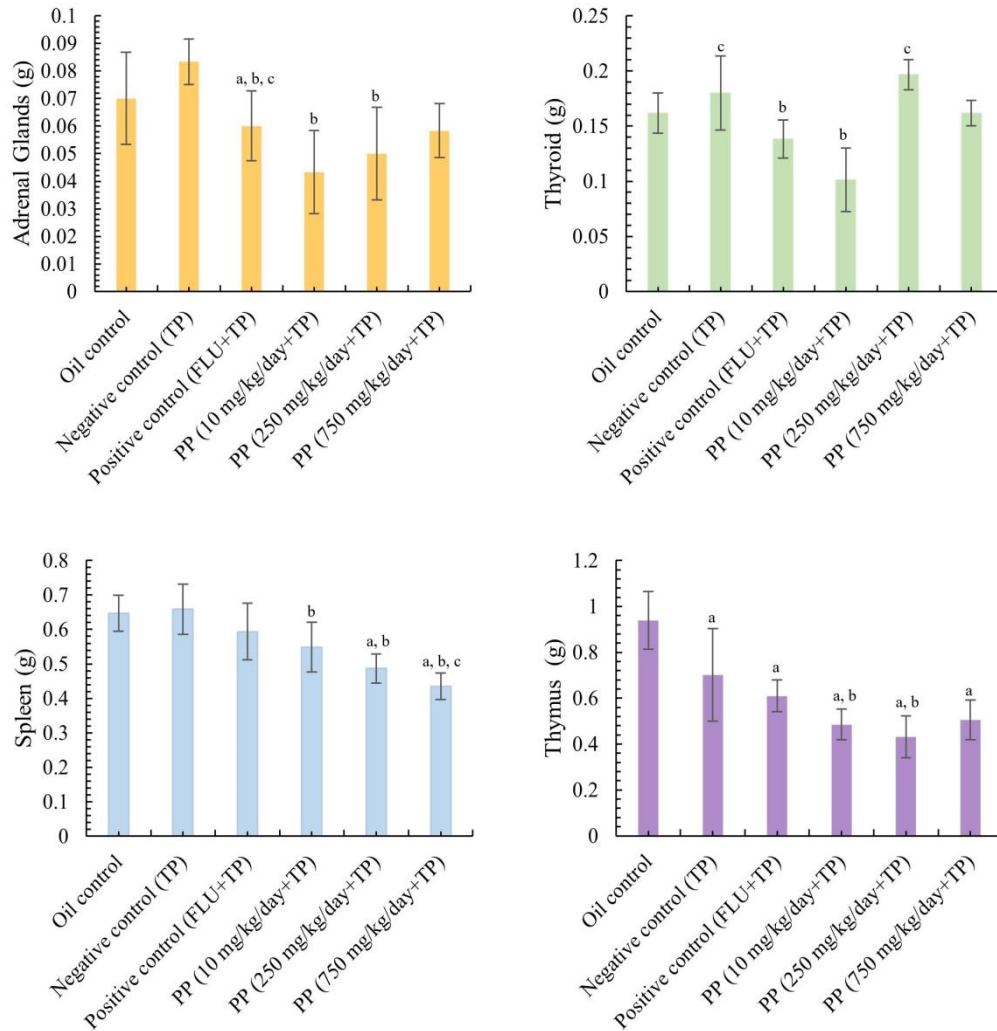 Adrenal Glands (g)
0.1
0.09
0.08
0.07
0.06
0.05
0.04
0.03
0.02
0.01
0
a, b, c
b
b
Oil control
Negative control (TP)
Positive control (FLU+TP)
PP (10 mg/kg/day+TP)
PP (250 mg/kg/day+TP)
PP (750 mg/kg/day+TP)
Thyroid (g)
0.25
0.2
0.15
0.1
0.05
0
c
b
b
c
Oil control
Negative control (TP)
Positive control (FLU+TP)
PP (10 mg/kg/day+TP)
PP (250 mg/kg/day+TP)
PP (750 mg/kg/day+TP)
Spleen (g)
0.8
0.7
0.6
0.5
0.4
0.3
0.2
0.1
0
b
a, b
a, b, c
Oil control
Negative control (TP)
Positive control (FLU+TP)
PP (10 mg/kg/day+TP)
PP (250 mg/kg/day+TP)
PP (750 mg/kg/day+TP)
Thymus (g)
1.2
1
0.8
0.6
0.4
0.2
0
a
a
a, b
a, b
a
Oil control
Negative control (TP)
Positive control (FLU+TP)
PP (10 mg/kg/day+TP)
PP (250 mg/kg/day+TP)
PP (750 mg/kg/day+TP)